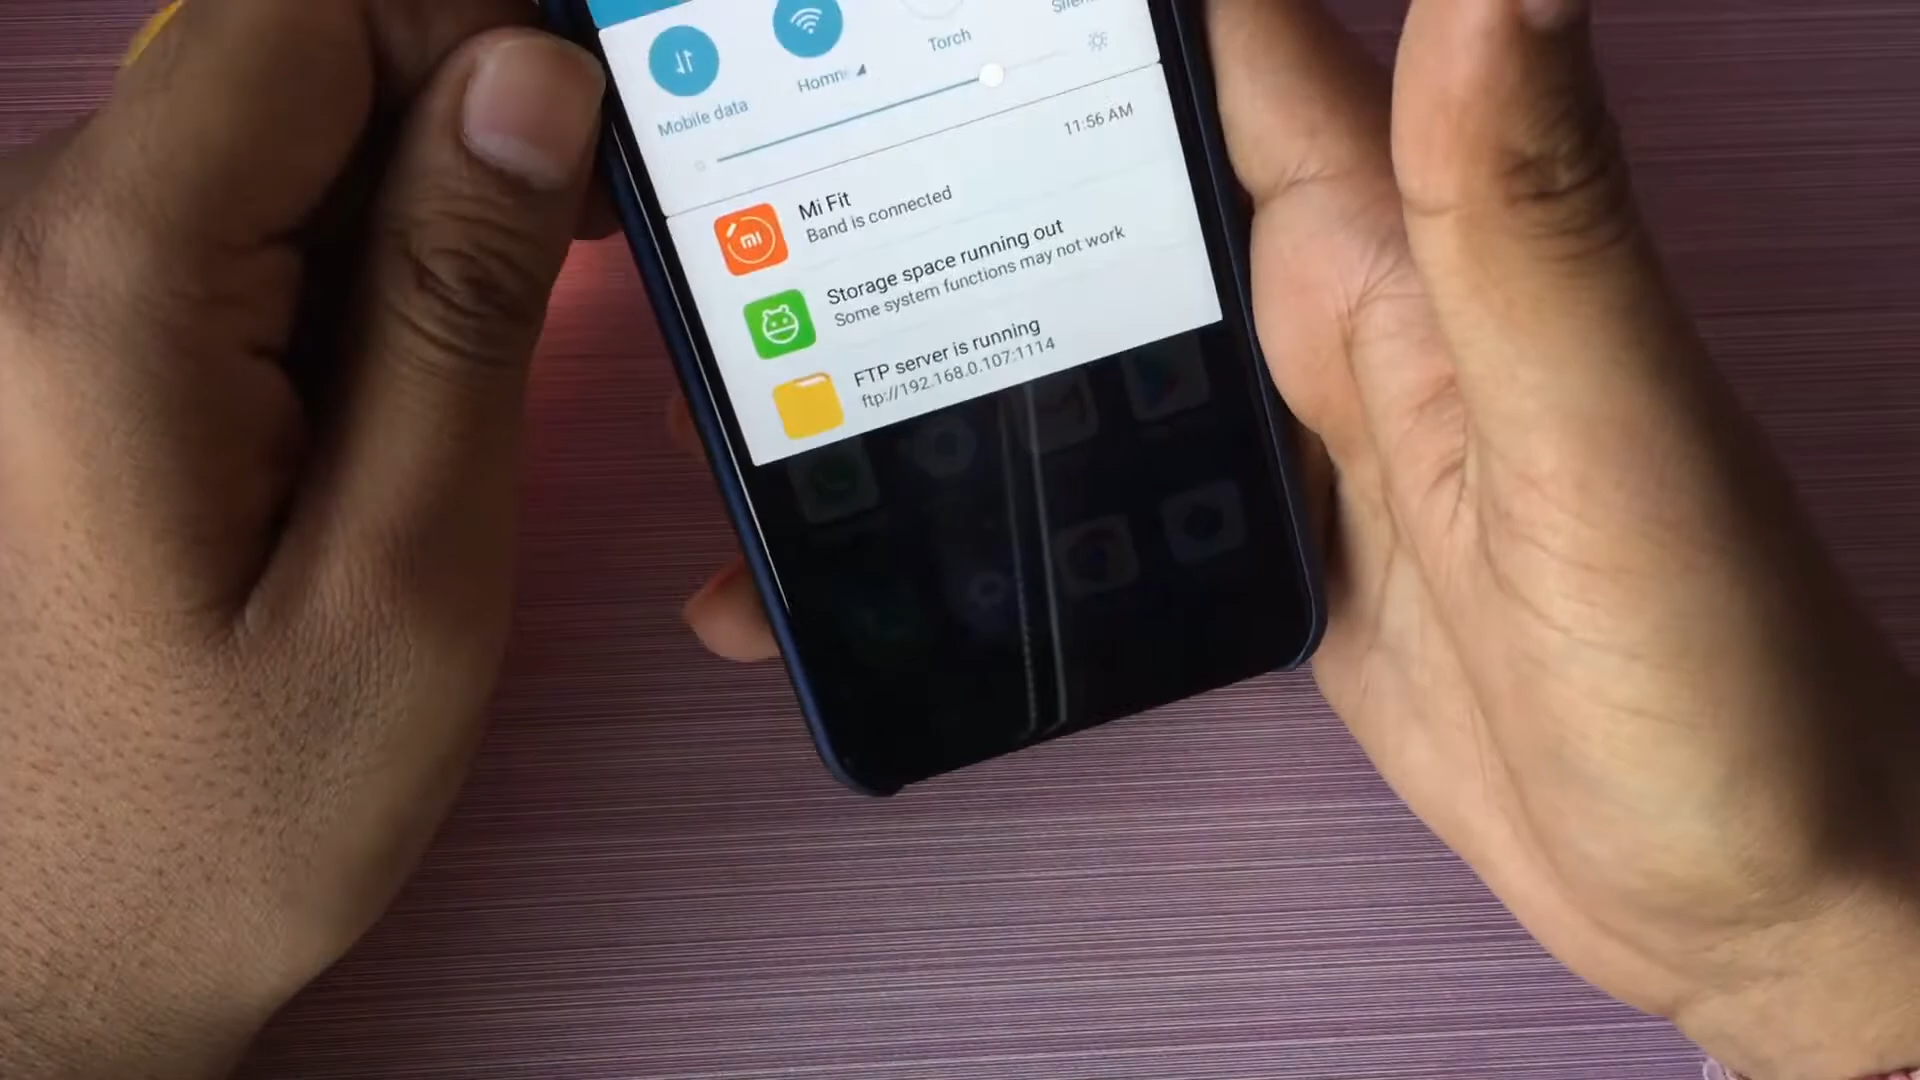 Mobile data
Torch
11:56 AM
mi
Mi Fit
Band is connected
Storage space running out
Some system functions may not work
FTP server is running
ftp://192.168.0.107:1114